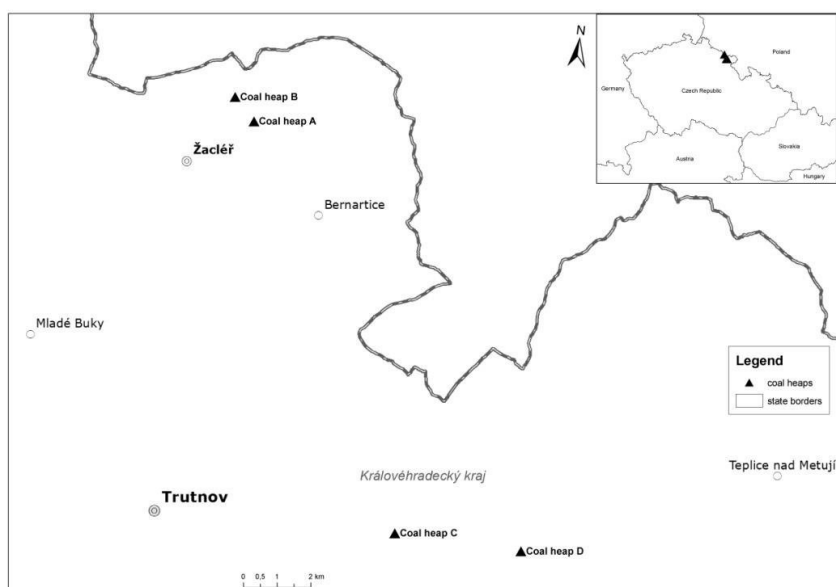 N
Poland
Germany
Czech Republic
Slovakia
Austria
Hungary
Coal heap B
Coal heap A
Žacléř
Bernartice
Mladé Buky
Legend
coal heaps
state borders
Královéhradecký kraj
Teplice nad Metují
Trutnov
Coal heap C
Coal heap D
0 0,5 1 2 km